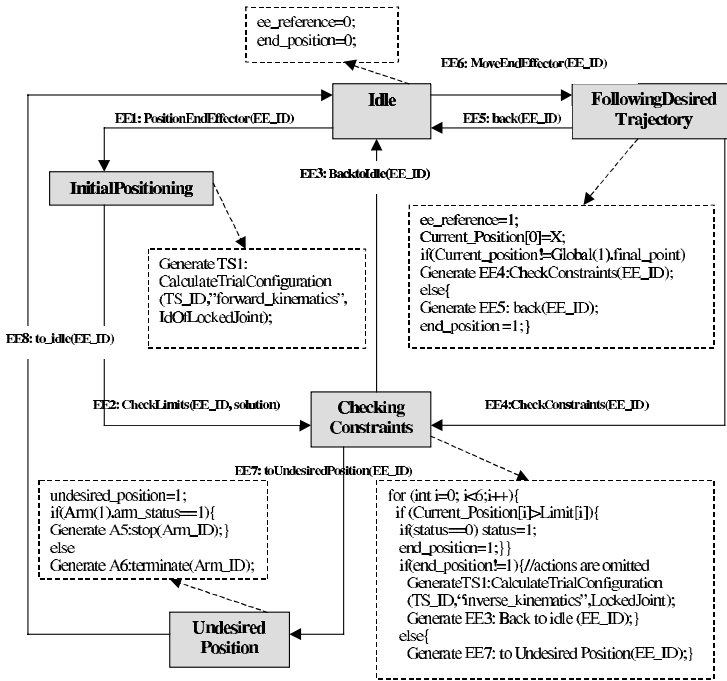 ee_reference=0;
end_position=0;
EE6: MoveEndEffector(EE_ID)
Idle
FollowingDesired
Trajectory
EE1: PositionEndEffector(EE_ID)
EE5: back(EE_ID)
EE3: BacktoIdle(EE_ID)
InitialPositioning
ee_reference=1;
Current_Position[0]=X;
if(Current_position!=Global(1).final_point)
Generate EE4:CheckConstraints(EE_ID);
else{
Generate EE5: back(EE_ID);
end_position =1;}
Generate TS1:
CalculateTrialConfiguration
(TS_ID,"forward_kinematics",
IdOfLockedJoint);
EE8: to_idle(EE_ID)
EE2: CheckLimits(EE_ID, solution)
Checking
Constraints
EE4:CheckConstraints(EE_ID)
EE7: toUndesiredPosition(EE_ID)
undesired_position=1;
if(Arm(1).arm_status==1){
Generate A5:stop(Arm_ID);}
else
Generate A6:terminate(Arm_ID);
for (int i=0; i<6;i++){
if (Current_Position[i]>Limit[i]){
if(status==0) status=1;
end_position=1;}}
if(end_position!=1){//actions are omitted
GenerateTS1:CalculateTrialConfiguration
(TS_ID,"inverse_kinematics",LockedJoint);
Generate EE3: Back to idle (EE_ID);}
else{
Generate EE7: to Undesired Position(EE_ID);}
Undesired
Position